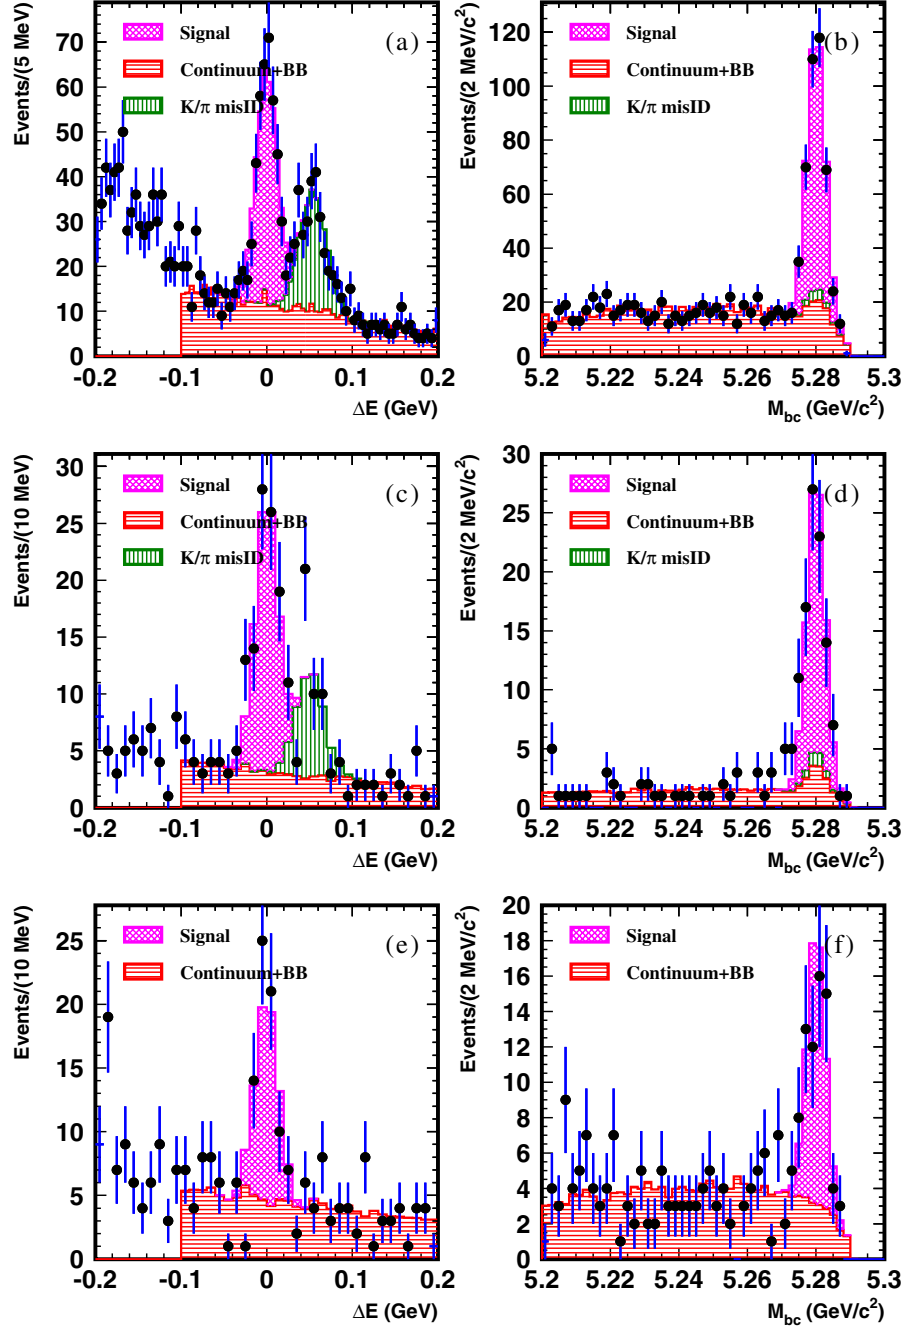 Events/(5 MeV)
70
60
50
40
30
20
10
0
Signal
Continuum+BB
K/π misID
(a)
-0.2 -0.1 0 0.1 0.2
ΔE (GeV)
Events/(2 MeV/c²)
120
100
80
60
40
20
0
Signal
Continuum+BB
K/π misID
(b)
5.2 5.22 5.24 5.26 5.28 5.3
M_bc (GeV/c²)
Events/(10 MeV)
30
25
20
15
10
5
0
Signal
Continuum+BB
K/π misID
(c)
-0.2 -0.1 0 0.1 0.2
ΔE (GeV)
Events/(2 MeV/c²)
30
25
20
15
10
5
0
Signal
Continuum+BB
K/π misID
(d)
5.2 5.22 5.24 5.26 5.28 5.3
M_bc (GeV/c²)
Events/(10 MeV)
25
20
15
10
5
0
Signal
Continuum+BB
(e)
-0.2 -0.1 0 0.1 0.2
ΔE (GeV)
Events/(2 MeV/c²)
20
18
16
14
12
10
8
6
4
2
0
Signal
Continuum+BB
(f)
5.2 5.22 5.24 5.26 5.28 5.3
M_bc (GeV/c²)